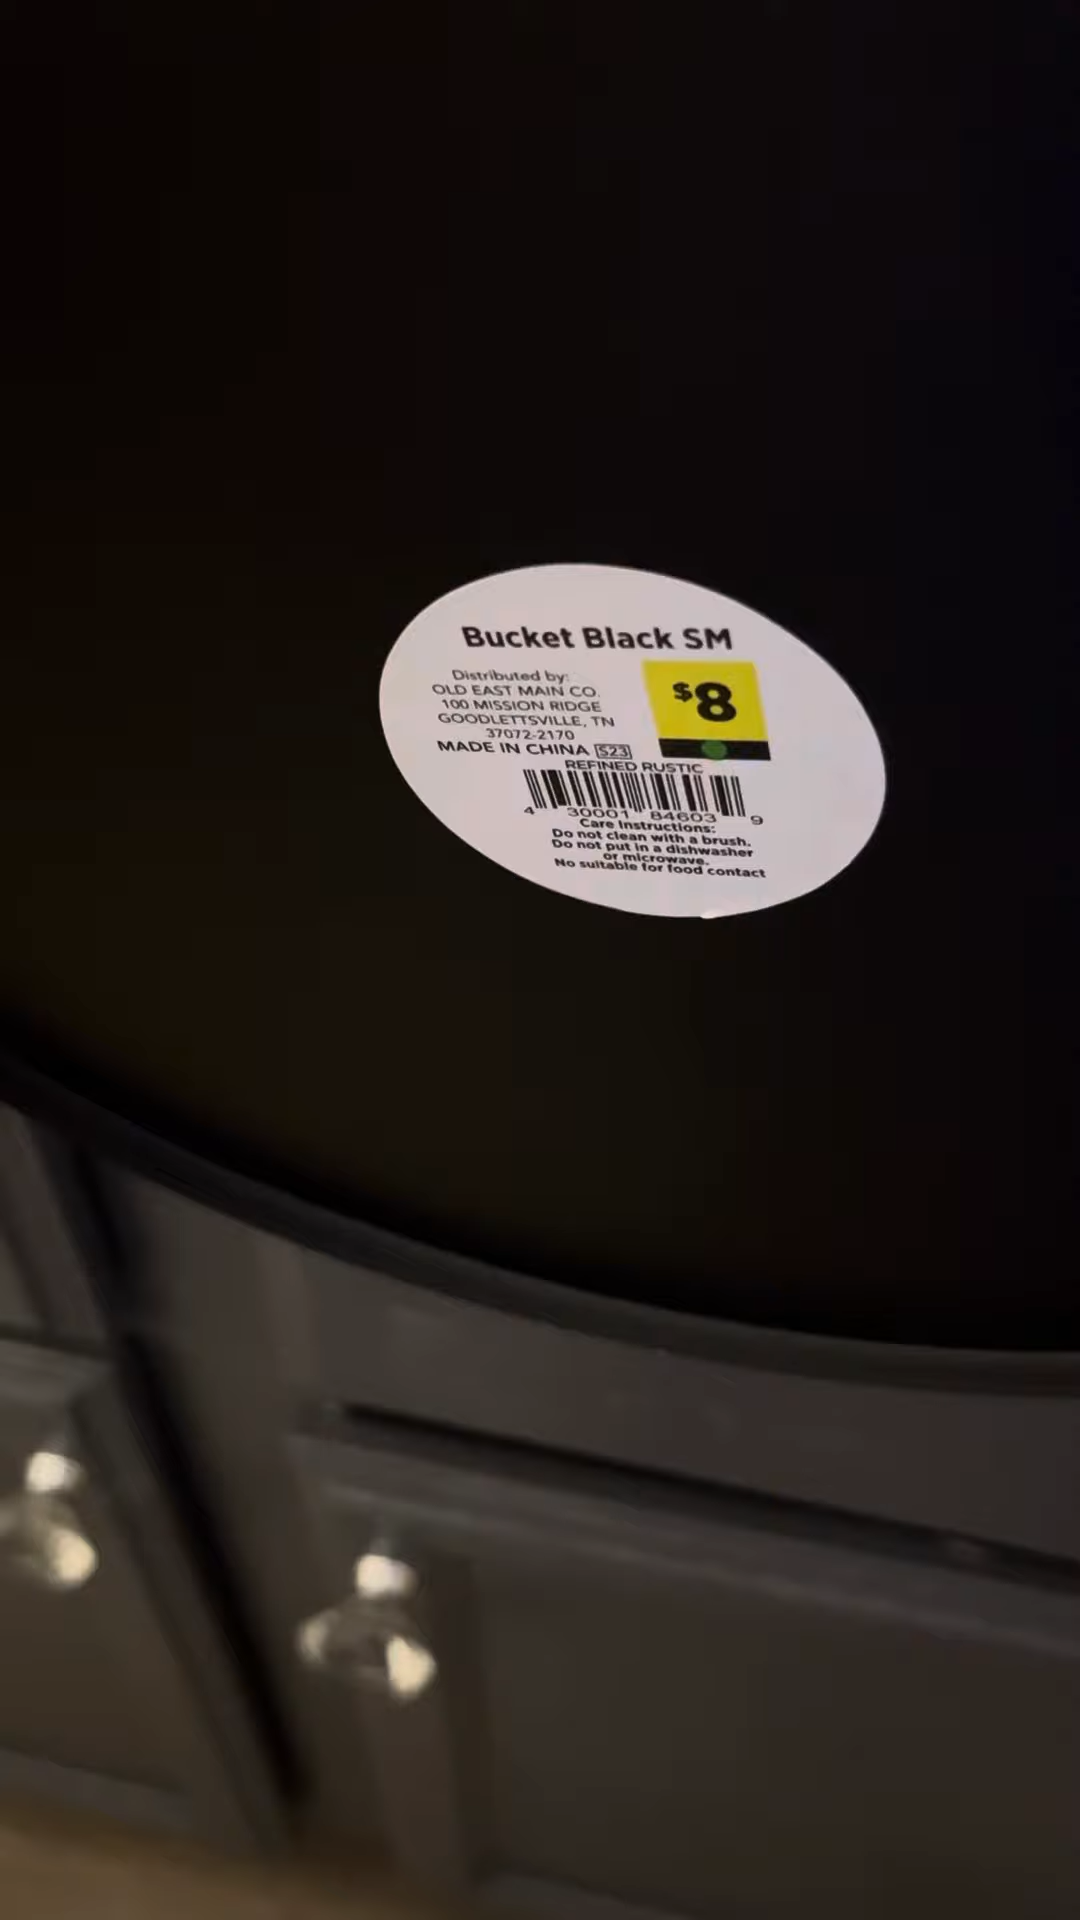 Bucket Black SM
Distributed by:
OLD EAST MAIN CO.
100 MISSION RIDGE
GOODLETTSVILLE, TN
37072-2170
MADE IN CHINA S23
$8
REFINED RUSTIC
4 30001 84603 9
Care Instructions:
Do not clean with a brush.
Do not put in a dishwasher
or microwave.
No suitable for food contact